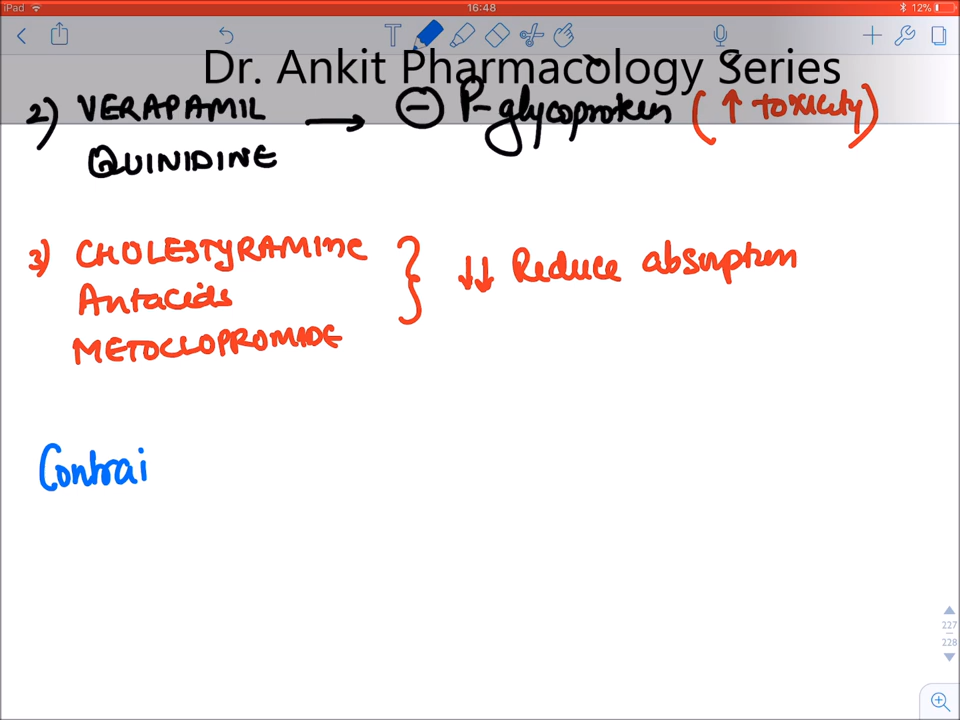 iPad 16:48 12%
Dr. Ankit Pharmacology Series
2) VERAPAMIL → ⊖ P-glycoprotein (↑ toxicity)
QUINIDINE
3) CHOLESTYRAMINE
Antacids } ↓↓ Reduce absorption
METOCLOPROMADE
Contrai
227
228